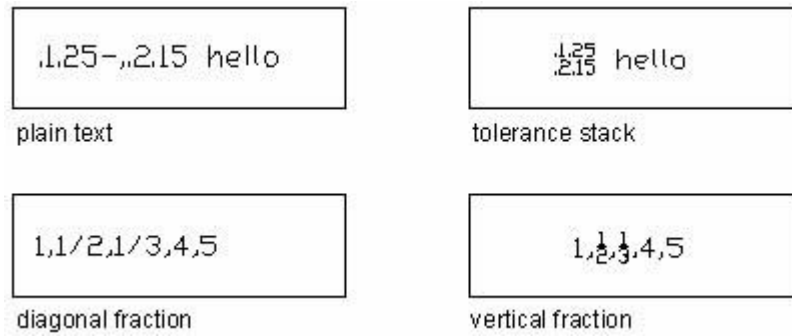 .1.25-,.2.15 hello
plain text
.1.25
.2.15 hello
tolerance stack
1,1/2,1/3,4,5
diagonal fraction
1,1/2,1/3,4,5
vertical fraction